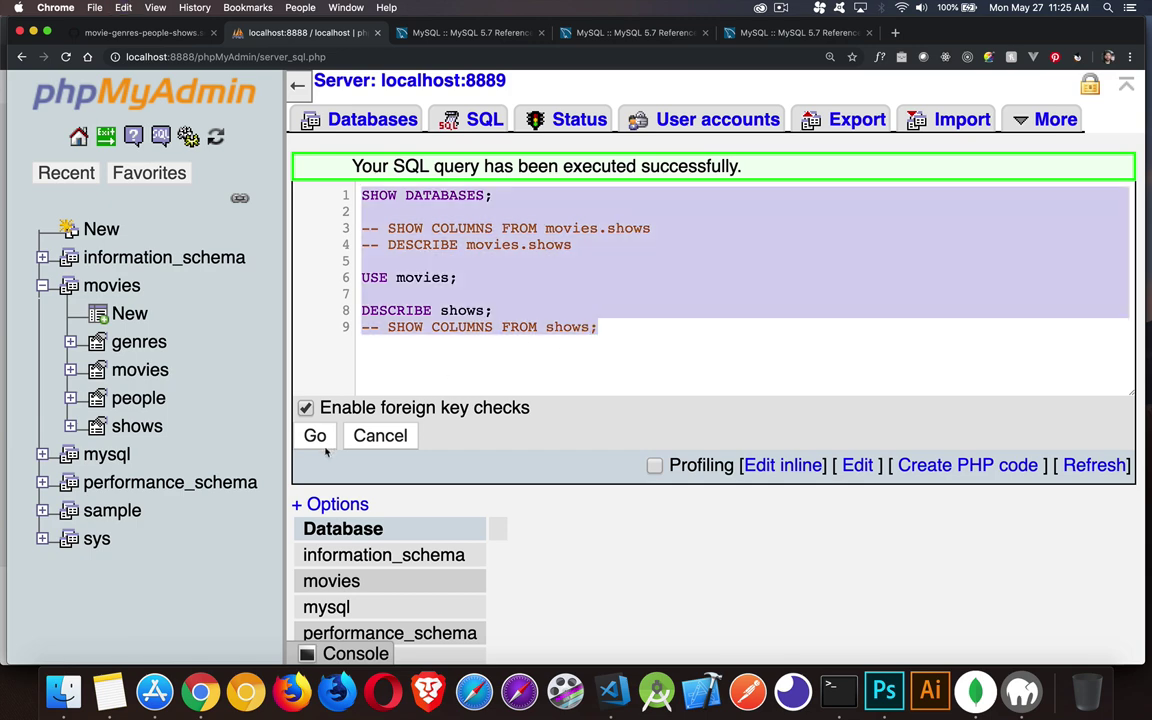 Chrome File Edit View History Bookmarks People Window Help 100% Mon May 27 11:25 AM
movie-genres-people-shows.s × localhost:8888 / localhost | ph × MySQL :: MySQL 5.7 Reference × MySQL :: MySQL 5.7 Reference × MySQL :: MySQL 5.7 Reference × +
localhost:8888/phpMyAdmin/server_sql.php
phpMyAdmin
Recent Favorites
New
information_schema
movies
New
genres
movies
people
shows
mysql
performance_schema
sample
sys
Server: localhost:8889
Databases SQL Status User accounts Export Import More
Your SQL query has been executed successfully.
1 SHOW DATABASES;
2
3 -- SHOW COLUMNS FROM movies.shows
4 -- DESCRIBE movies.shows
5
6 USE movies;
7
8 DESCRIBE shows;
9 -- SHOW COLUMNS FROM shows;
Enable foreign key checks
Go Cancel
Profiling [Edit inline] [ Edit ] [ Create PHP code ] [ Refresh]
+ Options
Database
information_schema
movies
mysql
performance_schema
Console